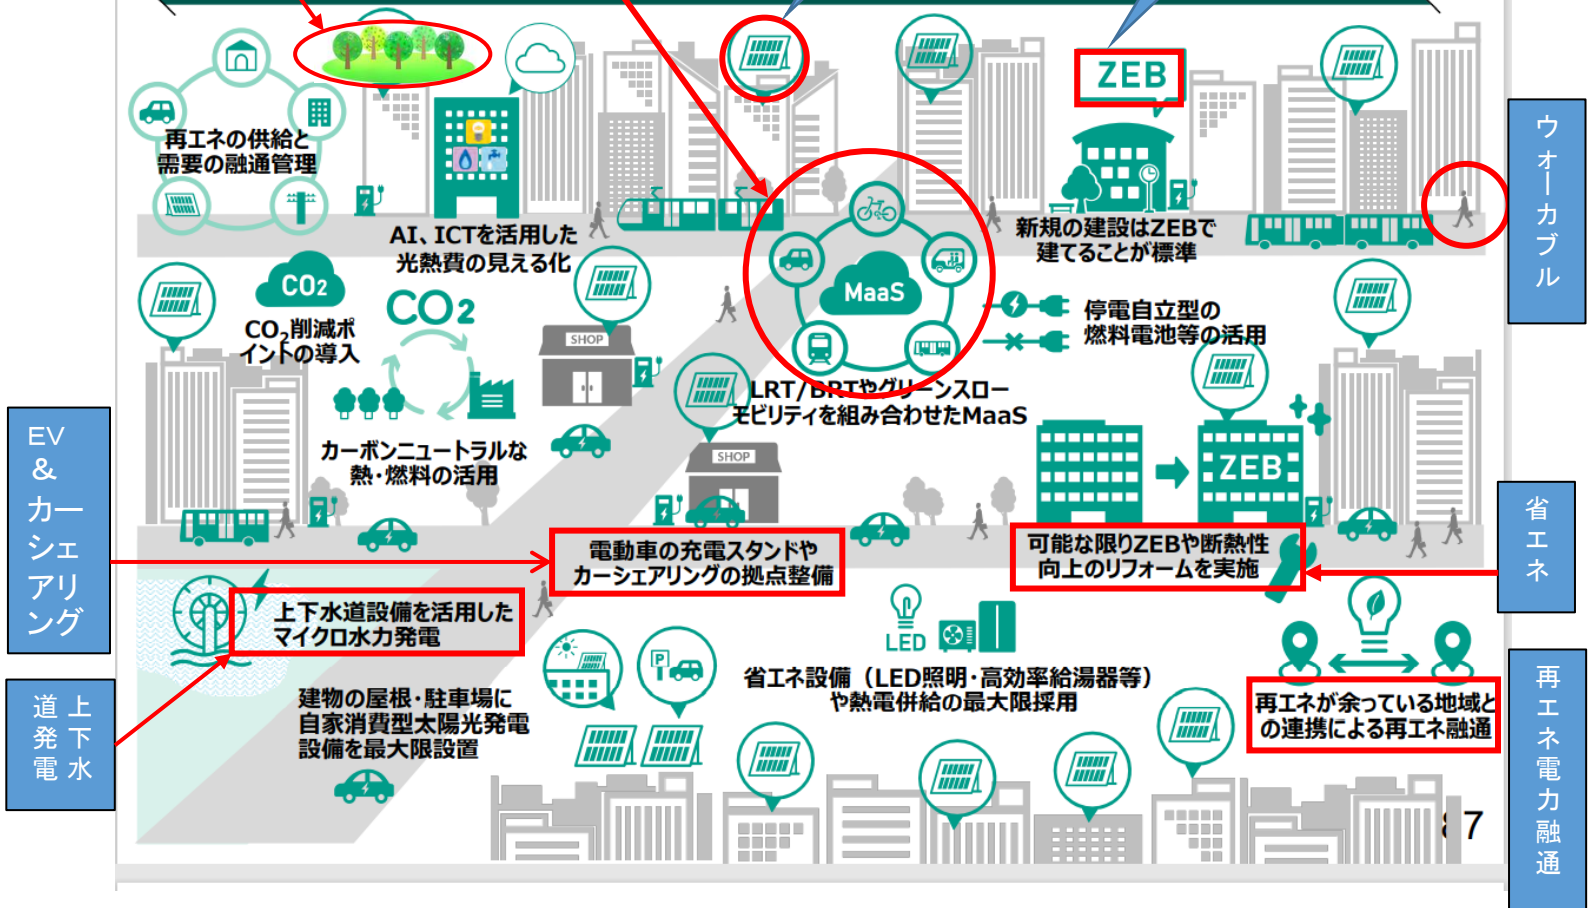 ZEB
再エネの供給と
需要の融通管理
AI、ICTを活用した
光熱費の見える化
新規の建設はZEBで
建てることが標準
ウオーカブル
CO2
CO2
CO₂削減ポ
イントの導入
SHOP
MaaS
停電自立型の
燃料電池等の活用
LRT/BRTやグリーンスロー
モビリティを組み合わせたMaaS
カーボンニュートラルな
熱・燃料の活用
SHOP
ZEB
EV
&
カー
シェ
アリ
ング
電動車の充電スタンドや
カーシェアリングの拠点整備
可能な限りZEBや断熱性
向上のリフォームを実施
省エネ
上下水道設備を活用した
マイクロ水力発電
上下水
道発電
LED
P
省エネ設備（LED照明・高効率給湯器等）
や熱電併給の最大限採用
建物の屋根・駐車場に
自家消費型太陽光発電
設備を最大限設置
再エネが余っている地域と
の連携による再エネ融通
再エネ電力融通